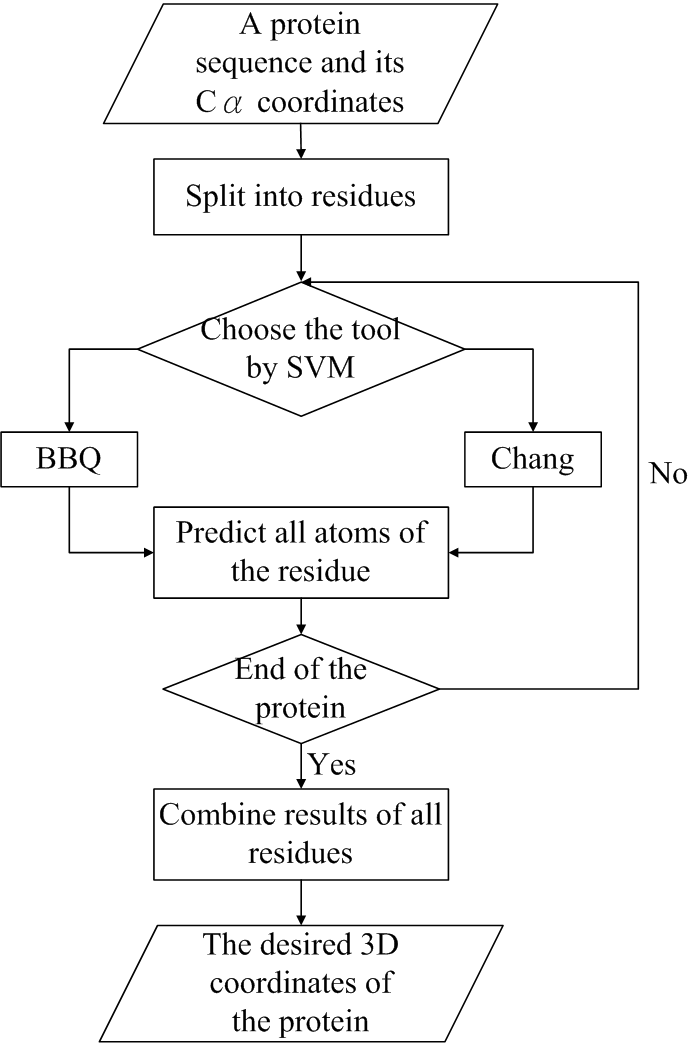 A protein
sequence and its
Cα coordinates
Split into residues
Choose the tool
by SVM
BBQ
Chang
No
Predict all atoms of
the residue
End of the
protein
Yes
Combine results of all
residues
The desired 3D
coordinates of
the protein